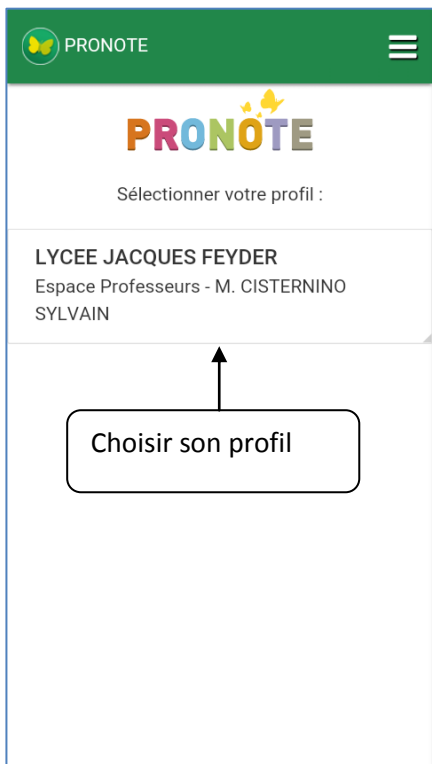 PRONOTE
PRONOTE
Sélectionner votre profil :
LYCEE JACQUES FEYDER
Espace Professeurs - M. CISTERNINO
SYLVAIN
Choisir son profil